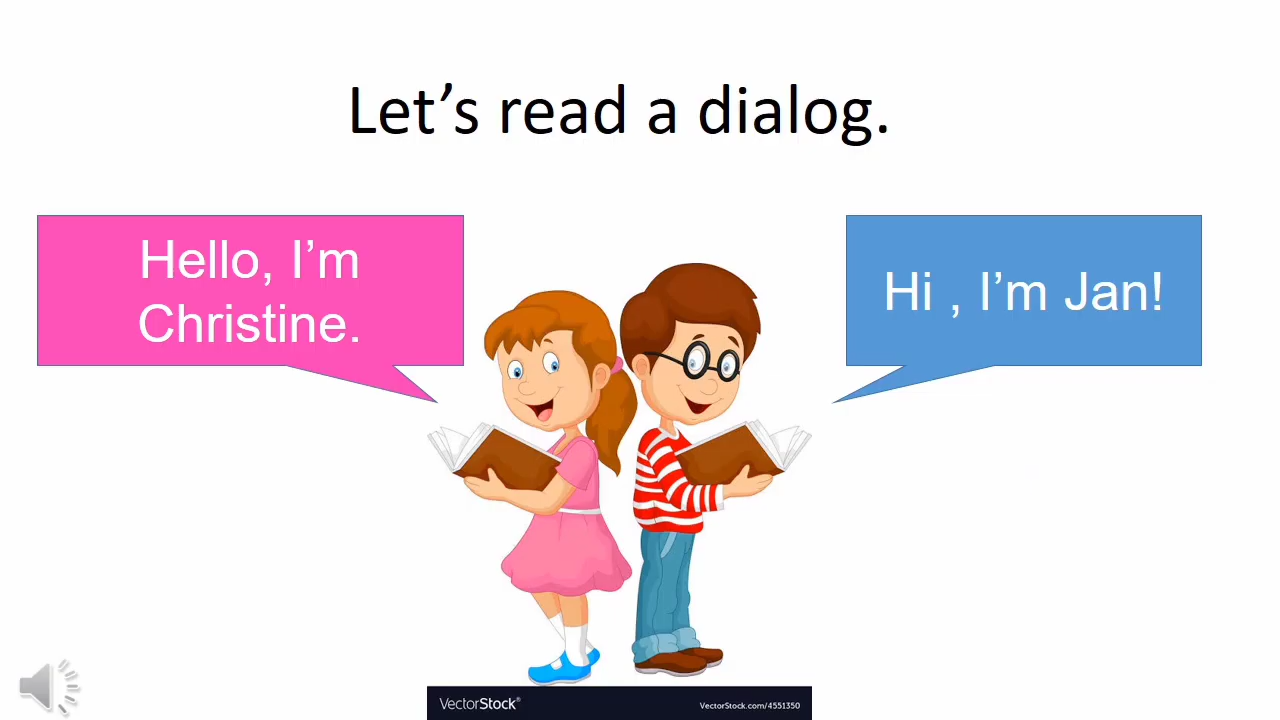 Let’s read a dialog.
Hello, I’m
Christine.
Hi , I’m Jan!
VectorStock®
VectorStock.com/4551350